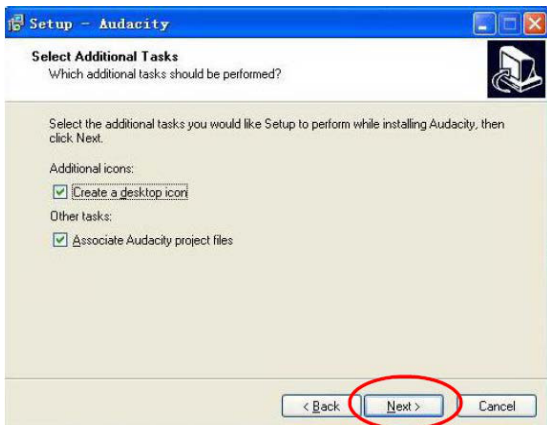 Setup - Audacity
Select Additional Tasks
Which additional tasks should be performed?
Select the additional tasks you would like Setup to perform while installing Audacity, then
click Next.
Additional icons:
Create a desktop icon
Other tasks:
Associate Audacity project files
< Back
Next >
Cancel